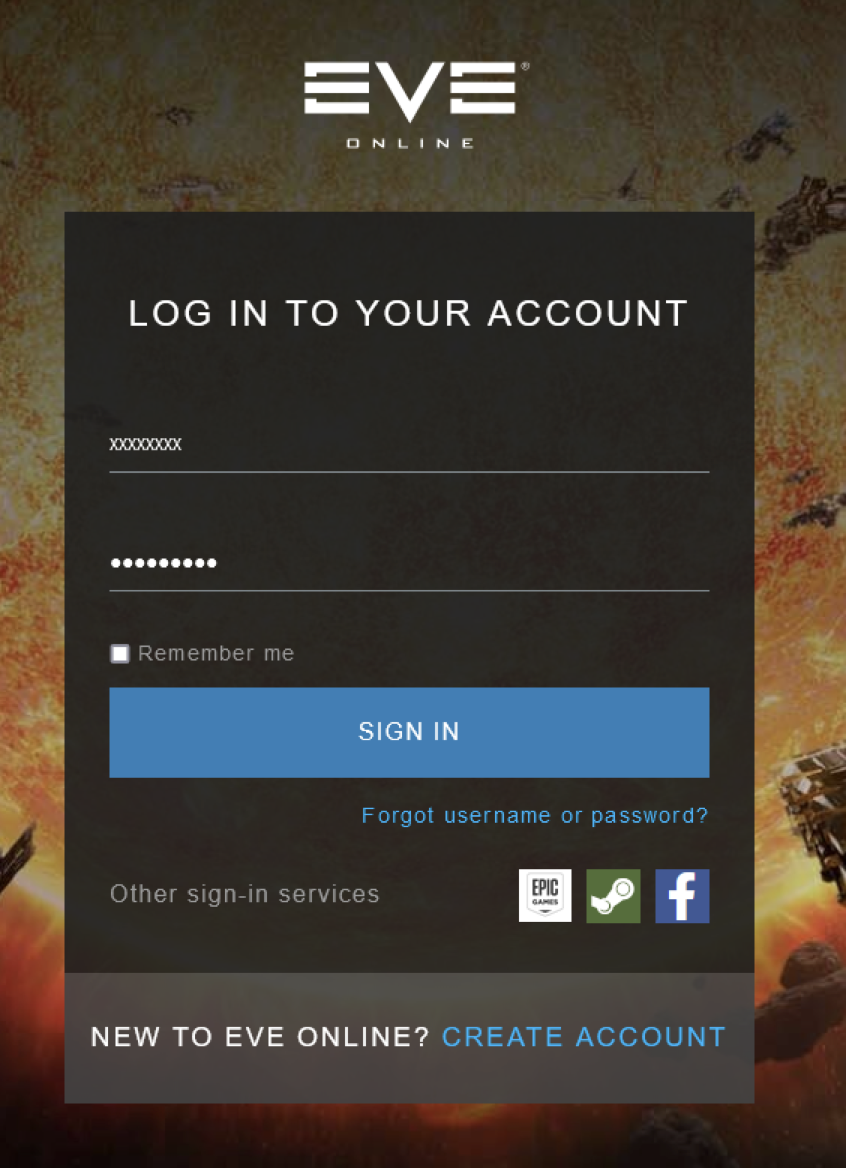 EVE®
ONLINE
LOG IN TO YOUR ACCOUNT
xxxxxxxx
•••••••••
Remember me
SIGN IN
Forgot username or password?
Other sign-in services
EPIC
GAMES
f
NEW TO EVE ONLINE? CREATE ACCOUNT